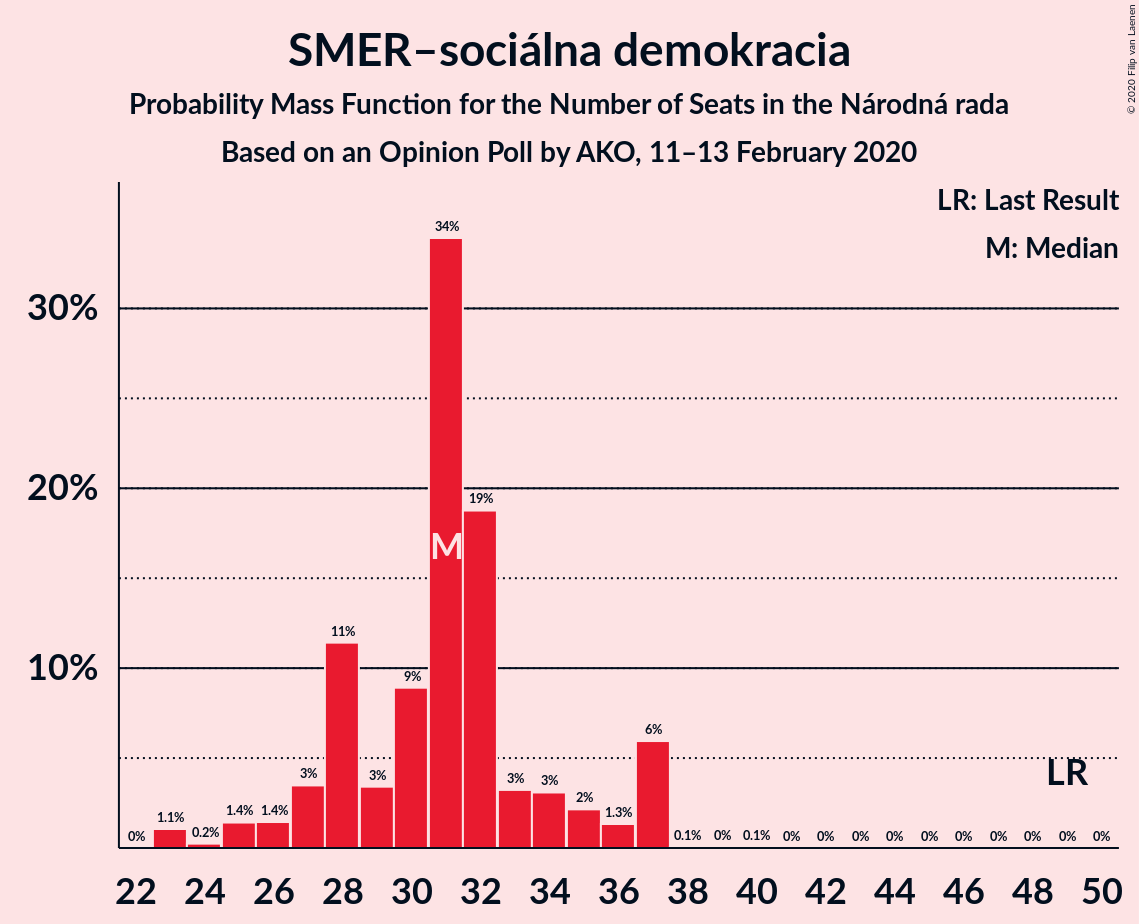 SMER–sociálna demokracia
Probability Mass Function for the Number of Seats in the Národná rada
Based on an Opinion Poll by AKO, 11–13 February 2020
© 2020 Filip van Laenen
LR: Last Result
M: Median
34%
30%
20%
19%
M
11%
10%
9%
6%
3%
3%
3%
3%
LR
2%
0% 1.1% 0.2% 1.4% 1.4% 1.3% 0.1% 0% 0.1% 0% 0% 0% 0% 0% 0% 0% 0% 0% 0%
22 24 26 28 30 32 34 36 38 40 42 44 46 48 50